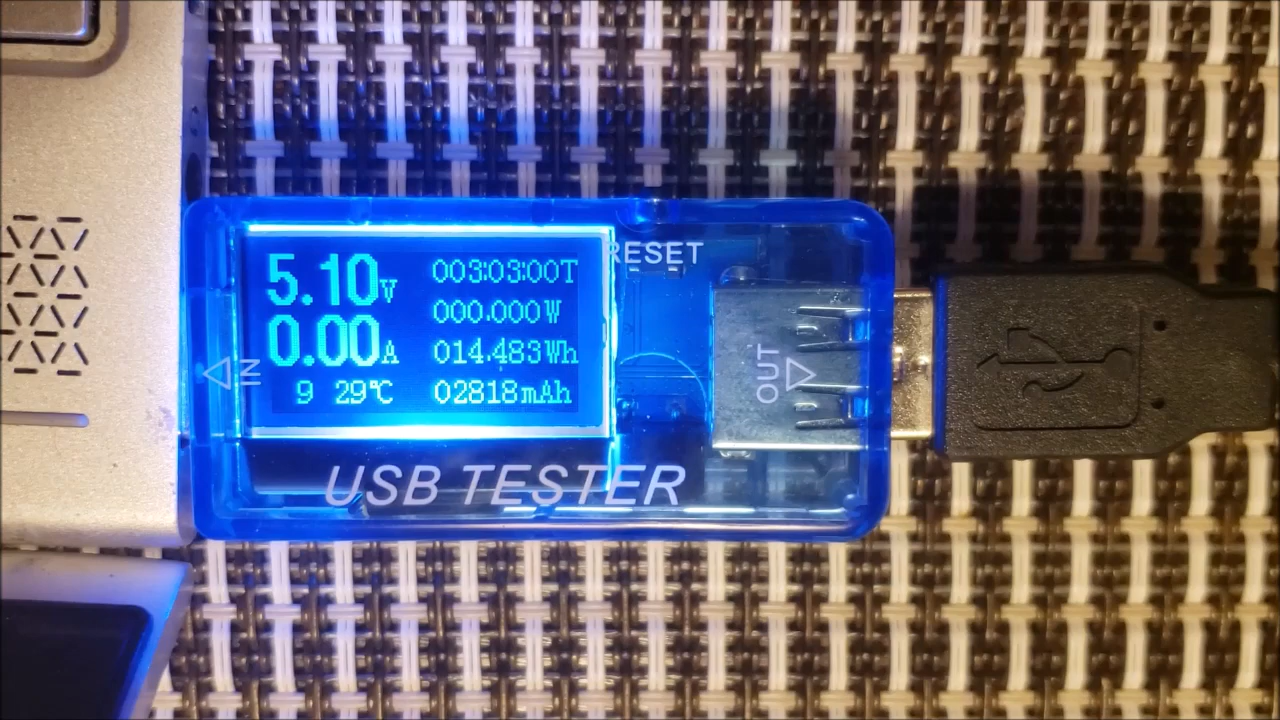 5.10V
003:03:00T
0.00A
000.000W
014.483Wh
9 29℃
02818mAh
RESET
IN
OUT
USB TESTER